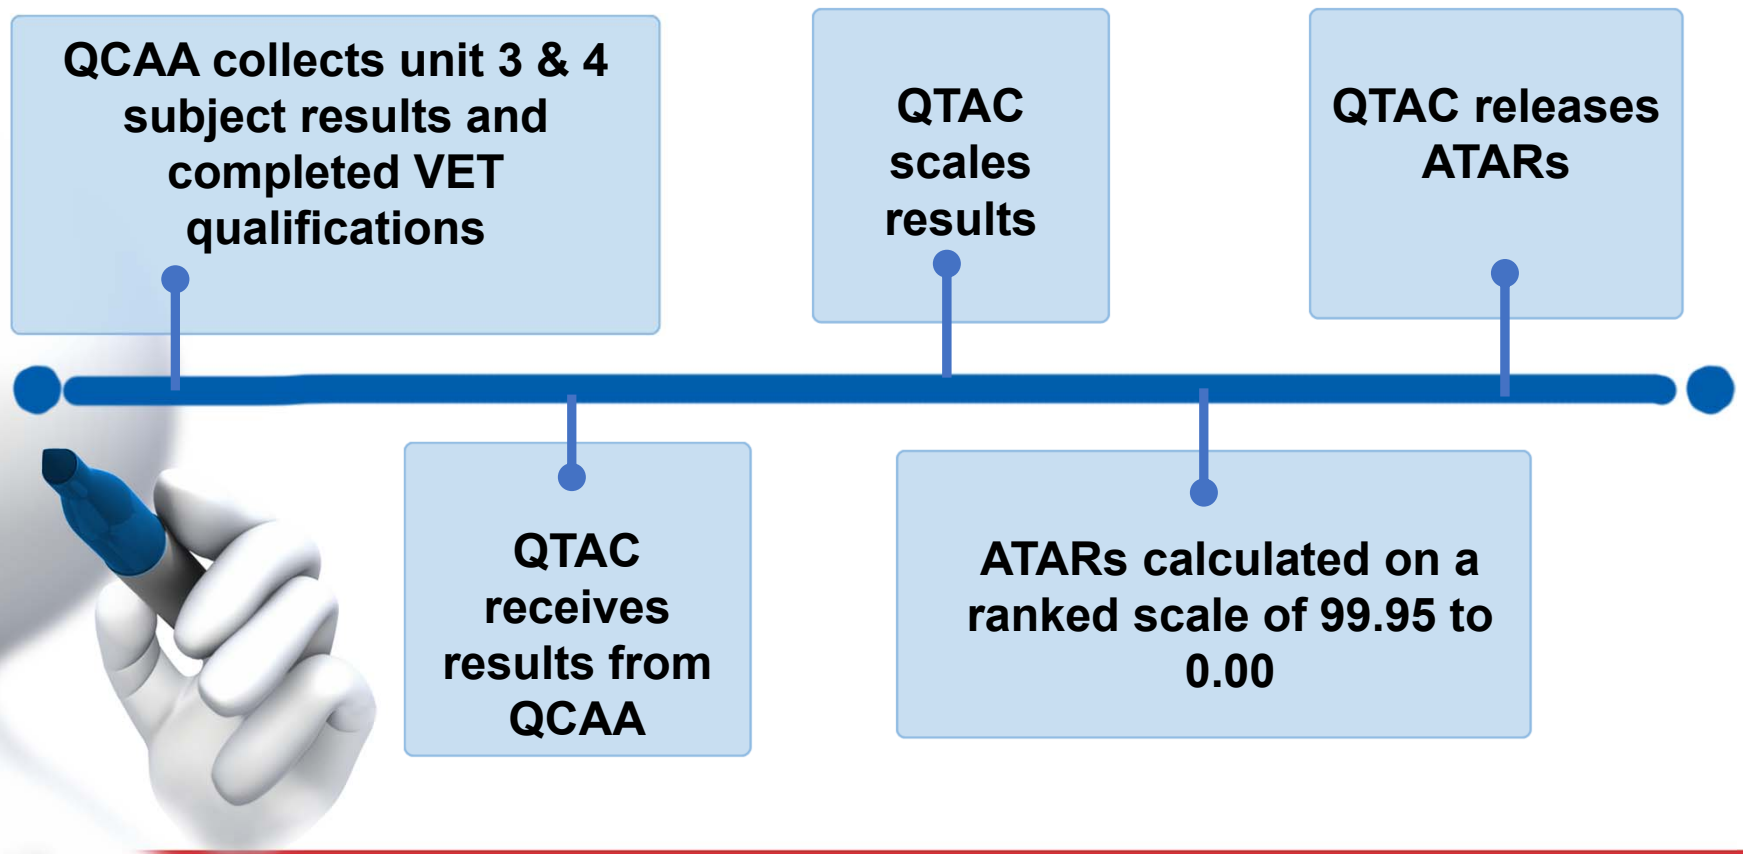 QCAA collects unit 3 & 4
subject results and
completed VET
qualifications
QTAC
receives
results from
QCAA
QTAC
scales
results
ATARs calculated on a
ranked scale of 99.95 to
0.00
QTAC releases
ATARs